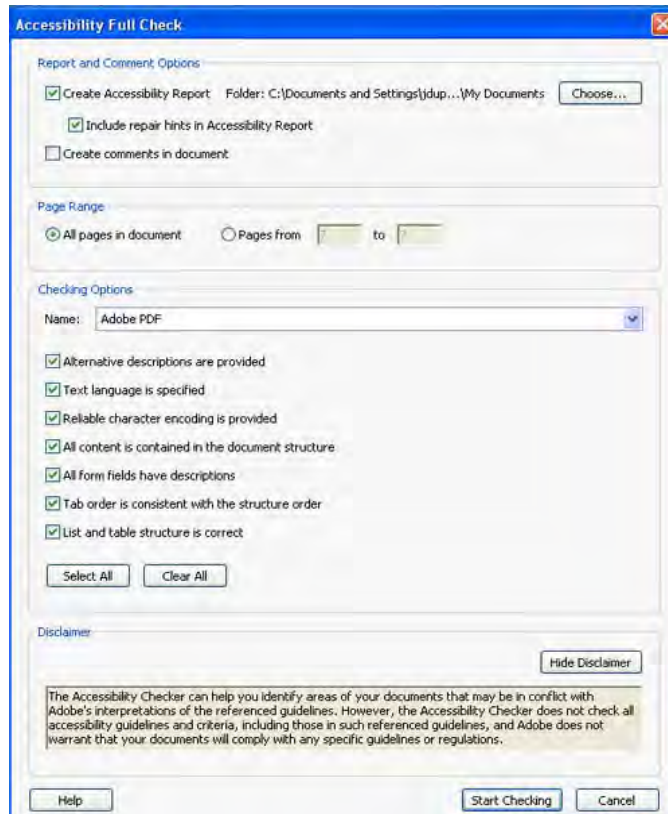 Accessibility Full Check
Report and Comment Options
Create Accessibility Report Folder: C:\Documents and Settings\jdup...\My Documents Choose...
Include repair hints in Accessibility Report
Create comments in document
Page Range
All pages in document Pages from to
Checking Options
Name: Adobe PDF
Alternative descriptions are provided
Text language is specified
Reliable character encoding is provided
All content is contained in the document structure
All form fields have descriptions
Tab order is consistent with the structure order
List and table structure is correct
Select All Clear All
Disclaimer
Hide Disclaimer
The Accessibility Checker can help you identify areas of your documents that may be in conflict with
Adobe's interpretations of the referenced guidelines. However, the Accessibility Checker does not check all
accessibility guidelines and criteria, including those in such referenced guidelines, and Adobe does not
warrant that your documents will comply with any specific guidelines or regulations.
Help Start Checking Cancel